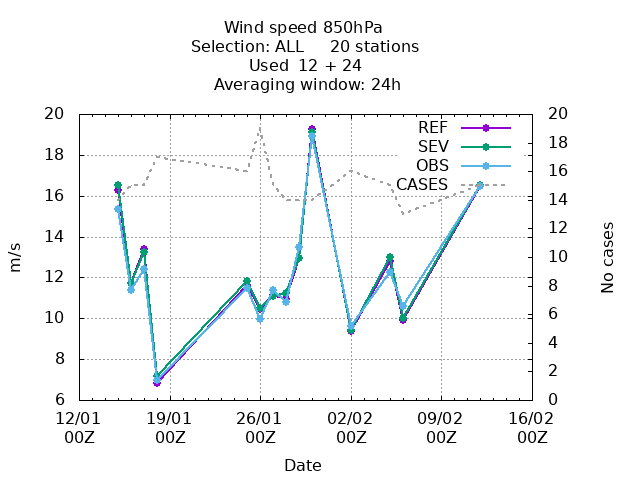 Wind speed 850hPa
Selection: ALL 20 stations
Used 12 + 24
Averaging window: 24h
20 20
18
18
16
16
14
14
12
12
10
10
8
8
6
4
2
6 0
REF
SEV
OBS
CASES
m/s
No cases
12/01 19/01 26/01 02/02 09/02 16/02
00Z 00Z 00Z 00Z 00Z 00Z
Date